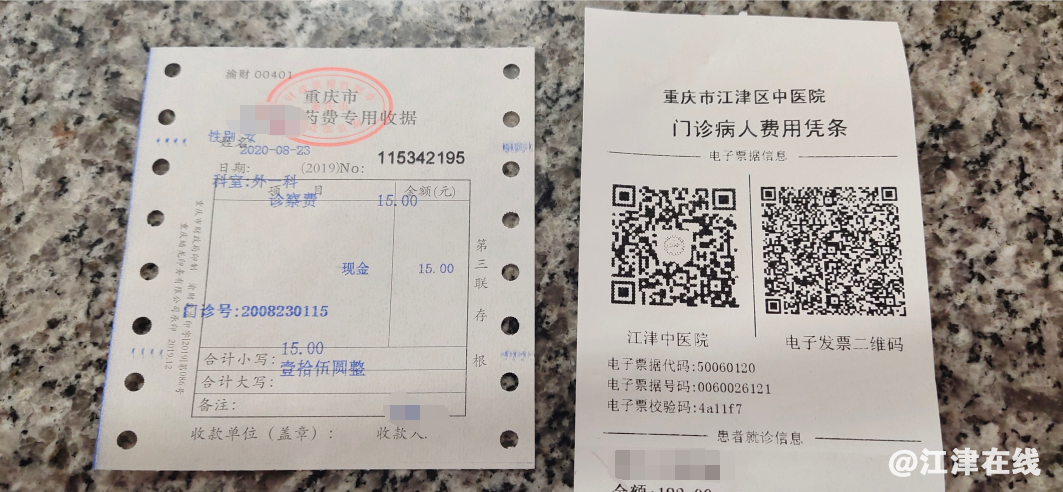 渝财 00401
重庆市
药费专用收据
性别:女
姓名
2020-08-23
日期: (2019)No: 115342195
科室:外一科
项 目 金额(元)
诊察费 15.00
现金 15.00
门诊号:2008230115
15.00
合计小写:
壹拾伍圆整
合计大写:
备注:
收款单位(盖章): 收款人
第三联存根
重庆市江津区中医院
门诊病人费用凭条
电子票据信息
江津中医院
电子发票二维码
电子票据代码:50060120
电子票据号码:0060026121
电子票校验码:4a11f7
患者就诊信息
@江津在线